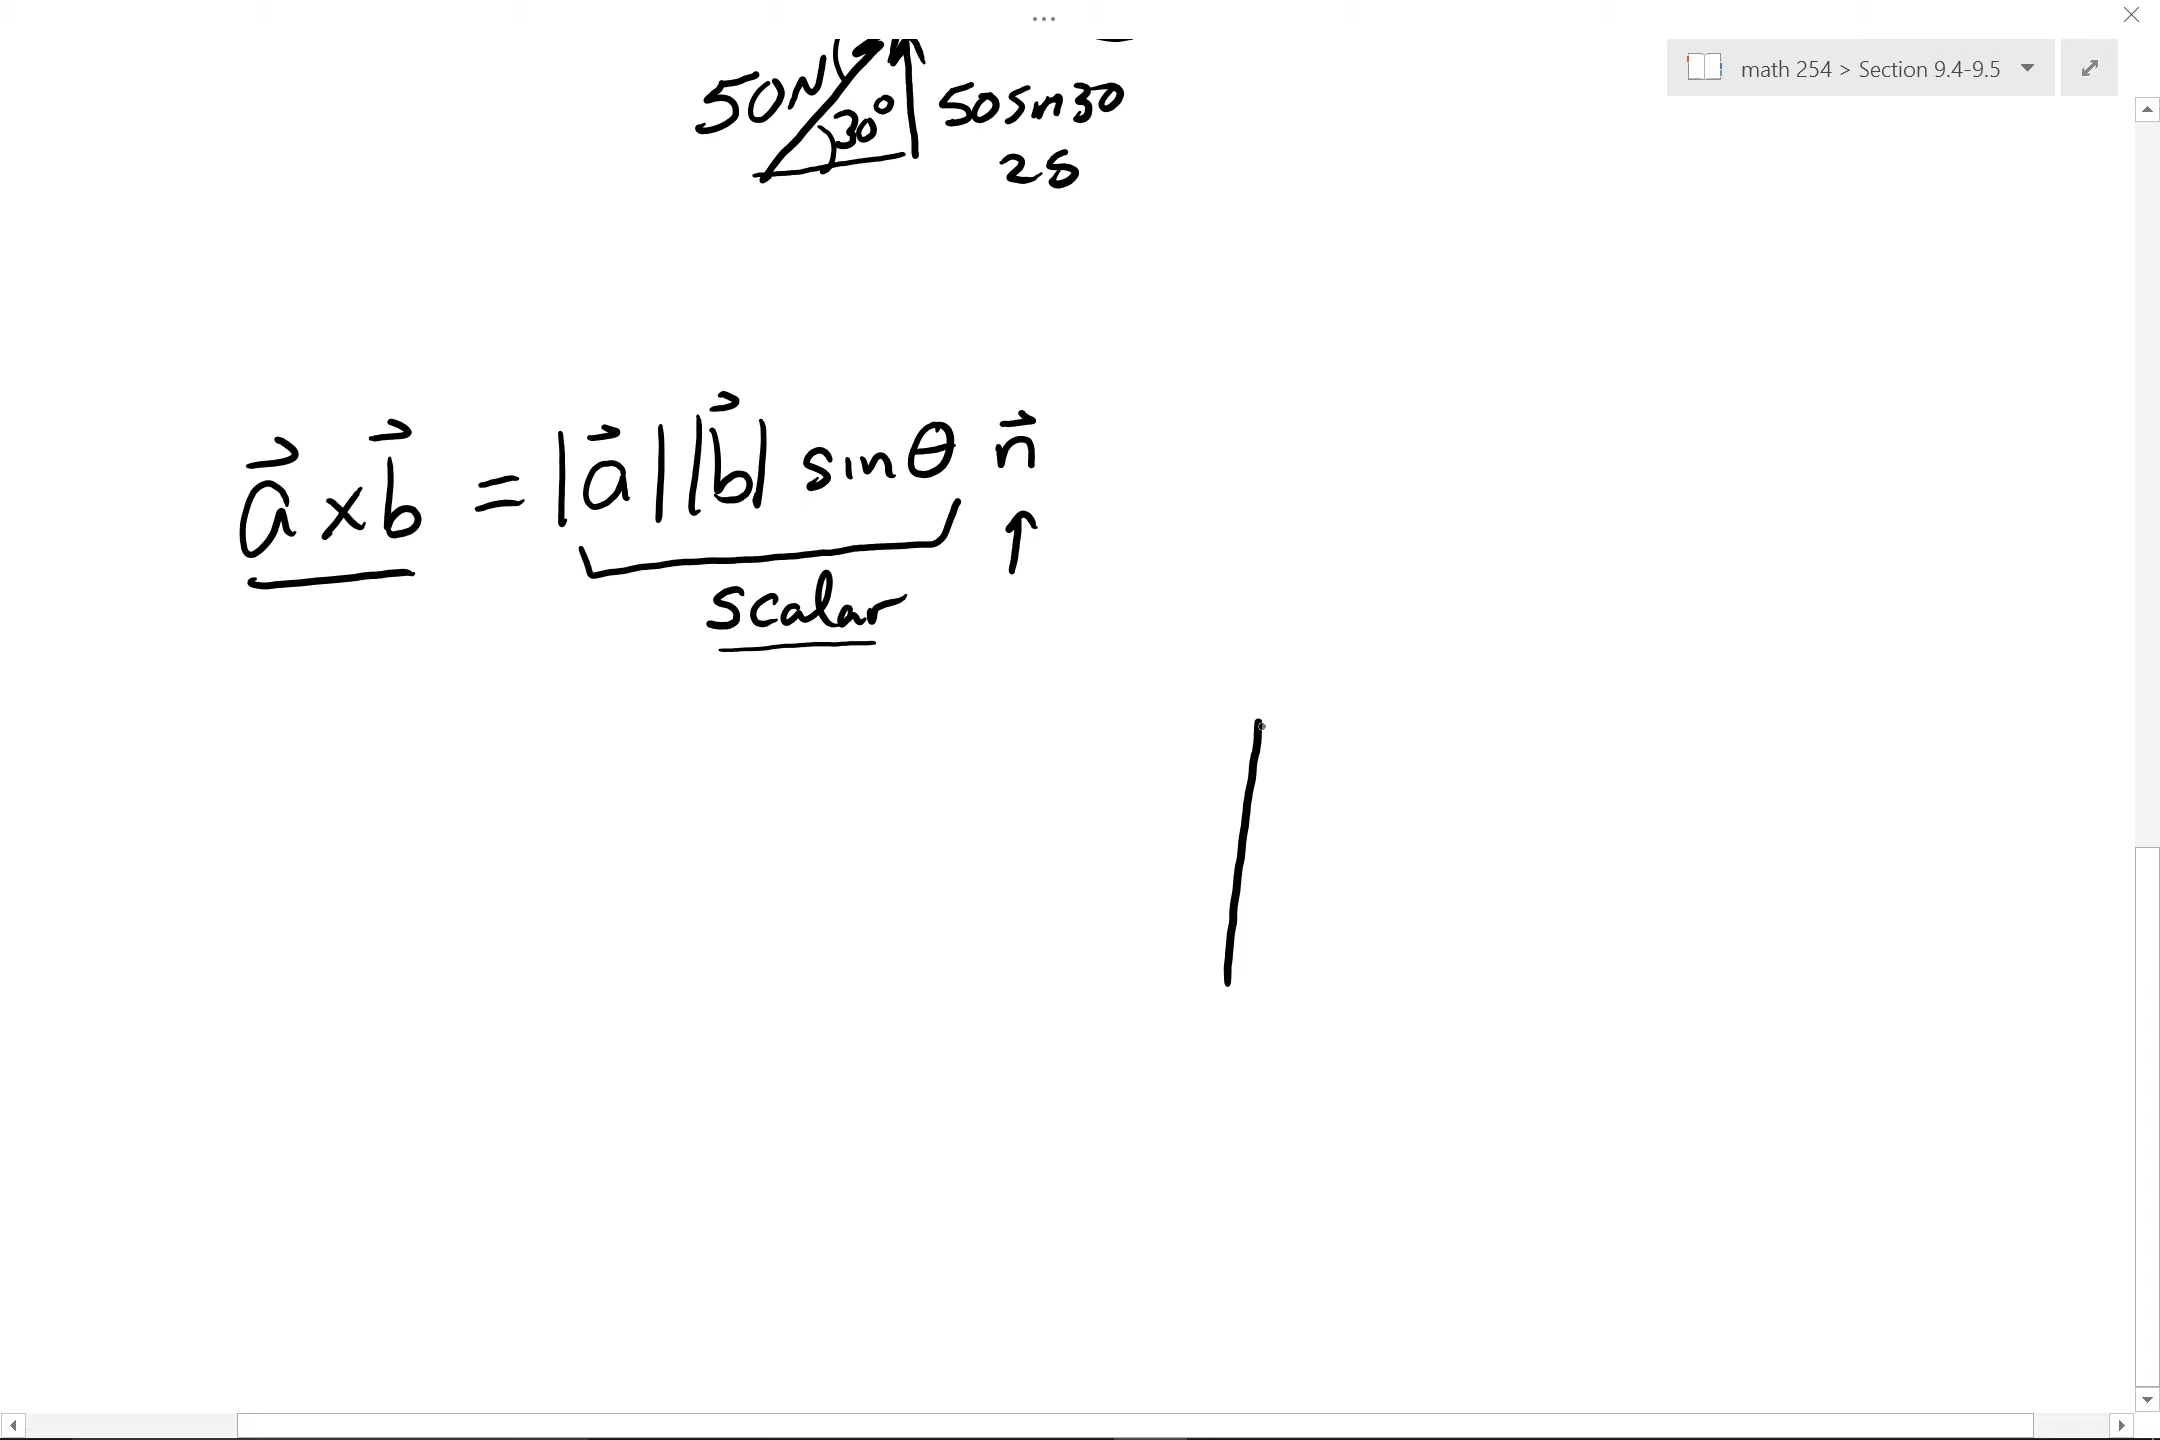 math 254 > Section 9.4-9.5
50N
30°
50sin30
25
a⃗ × b⃗ = |a⃗| |b⃗| sinθ n⃗
scalar